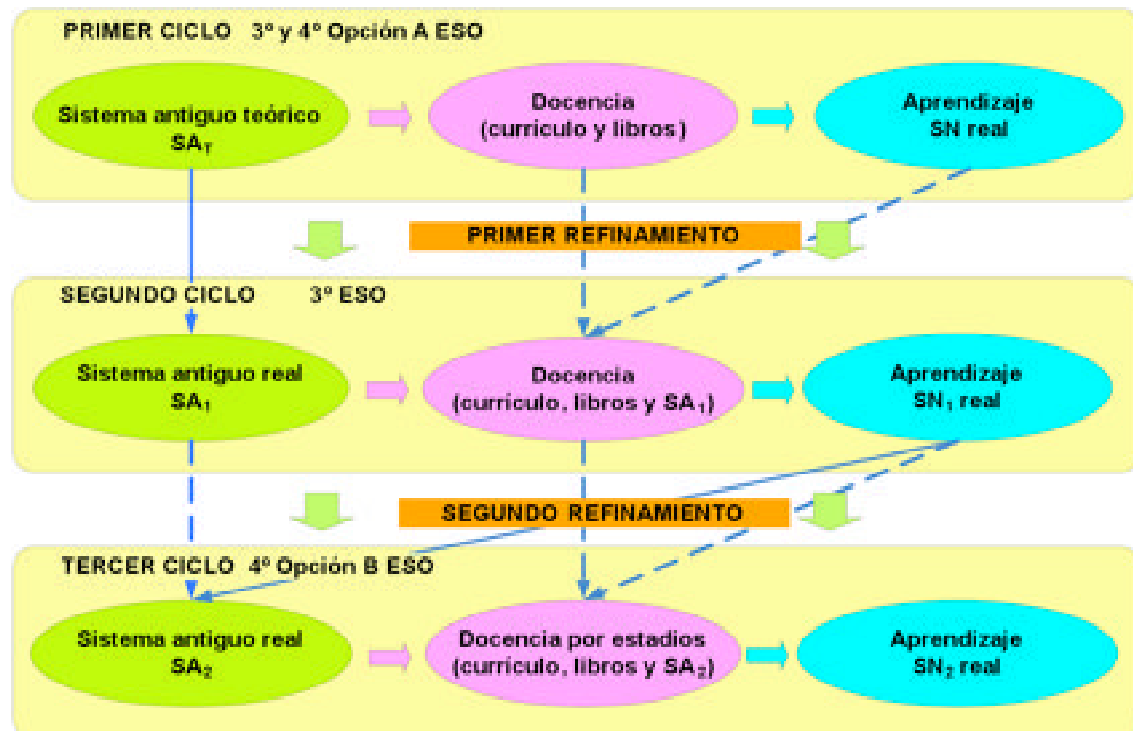 PRIMER CICLO 3º y 4º Opción A ESO
Sistema antiguo teórico
SA_T
Docencia
(currículo y libros)
Aprendizaje
SN real
PRIMER REFINAMIENTO
SEGUNDO CICLO 3º ESO
Sistema antiguo real
SA₁
Docencia
(currículo, libros y SA₁)
Aprendizaje
SN₁ real
SEGUNDO REFINAMIENTO
TERCER CICLO 4º Opción B ESO
Sistema antiguo real
SA₂
Docencia por estadios
(currículo, libros y SA₂)
Aprendizaje
SN₂ real